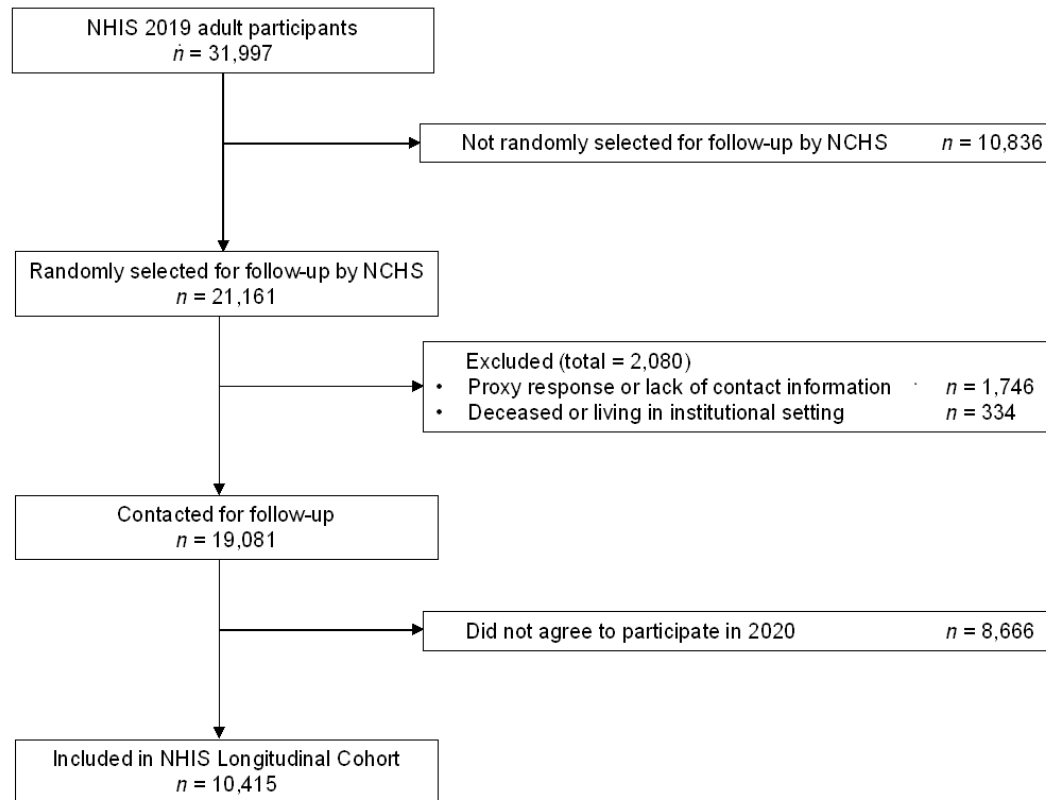 NHIS 2019 adult participants
n = 31,997
Not randomly selected for follow-up by NCHS n = 10,836
Randomly selected for follow-up by NCHS
n = 21,161
Excluded (total = 2,080)
• Proxy response or lack of contact information n = 1,746
• Deceased or living in institutional setting n = 334
Contacted for follow-up
n = 19,081
Did not agree to participate in 2020 n = 8,666
Included in NHIS Longitudinal Cohort
n = 10,415